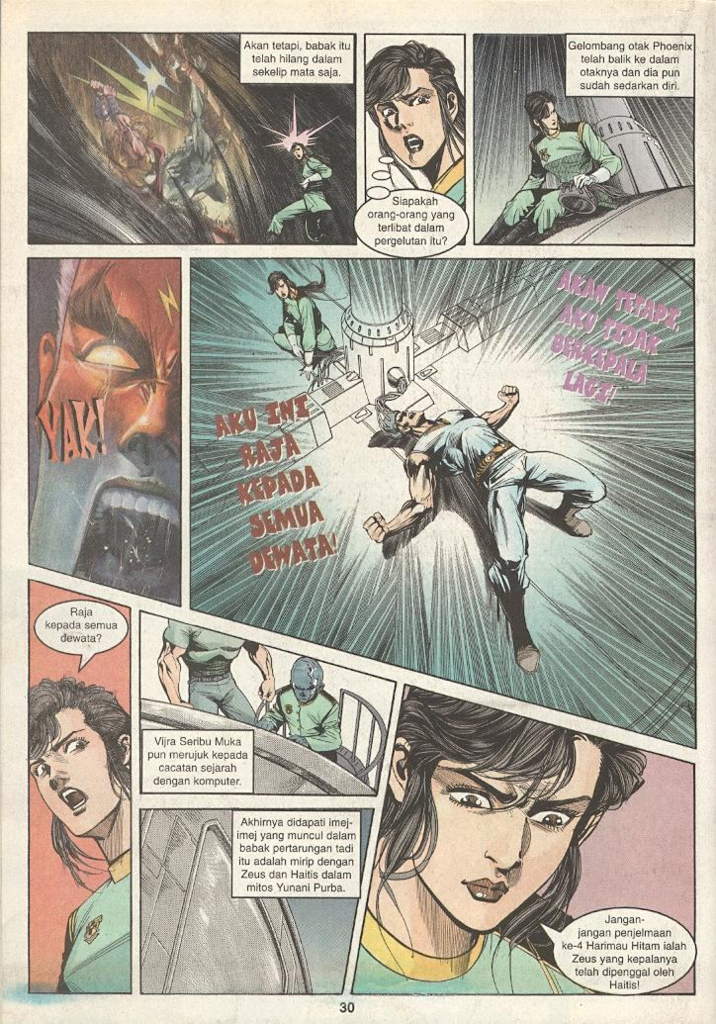 Akan tetapi, babak itu
telah hilang dalam
sekelip mata saja.
Siapakah
orang-orang yang
terlibat dalam
pergelutan itu?
Gelombang otak Phoenix
telah balik ke dalam
otaknya dan dia pun
sudah sedarkan diri.
YAK!
AKU INI
RAJA
KEPADA
SEMUA
DEWATA!
AKAN TETAPI,
AKU TIDAK
BERKEPALA
LAGI!
Raja
kepada semua
dewata?
Vijra Seribu Muka
pun merujuk kepada
cacatan sejarah
dengan komputer.
Akhirnya didapati imej-
imej yang muncul dalam
babak pertarungan tadi
itu adalah mirip dengan
Zeus dan Haitis dalam
mitos Yunani Purba.
Jangan-
jangan penjelmaan
ke-4 Harimau Hitam ialah
Zeus yang kepalanya
telah dipenggal oleh
Haitis!
30